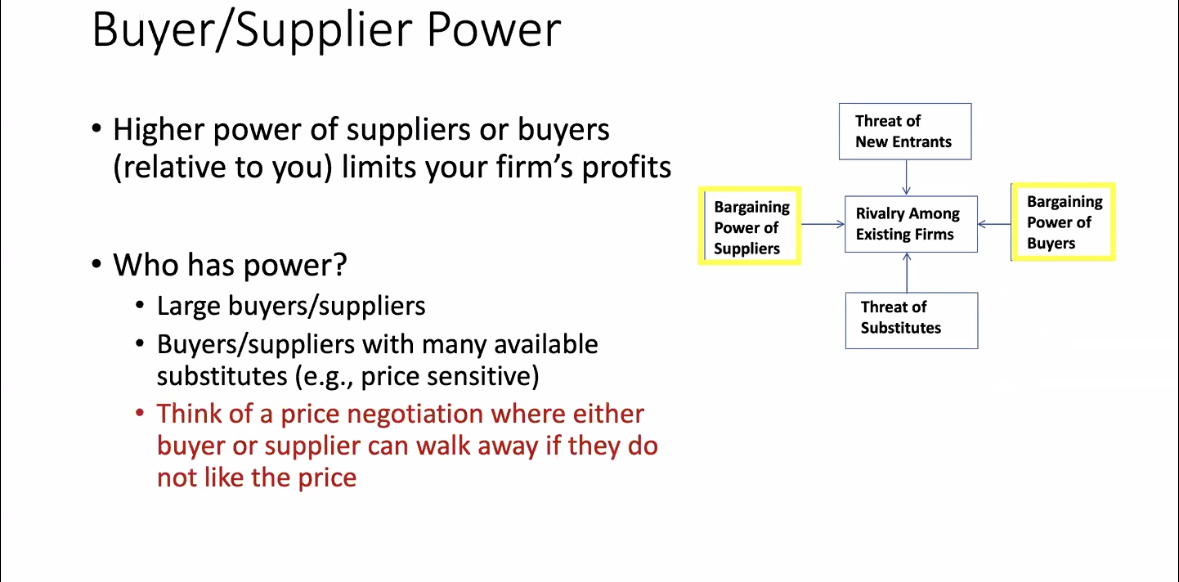 Buyer/Supplier Power
• Higher power of suppliers or buyers
(relative to you) limits your firm’s profits
• Who has power?
• Large buyers/suppliers
• Buyers/suppliers with many available
substitutes (e.g., price sensitive)
• Think of a price negotiation where either
buyer or supplier can walk away if they do
not like the price
Threat of
New Entrants
Bargaining
Power of
Suppliers
Rivalry Among
Existing Firms
Bargaining
Power of
Buyers
Threat of
Substitutes